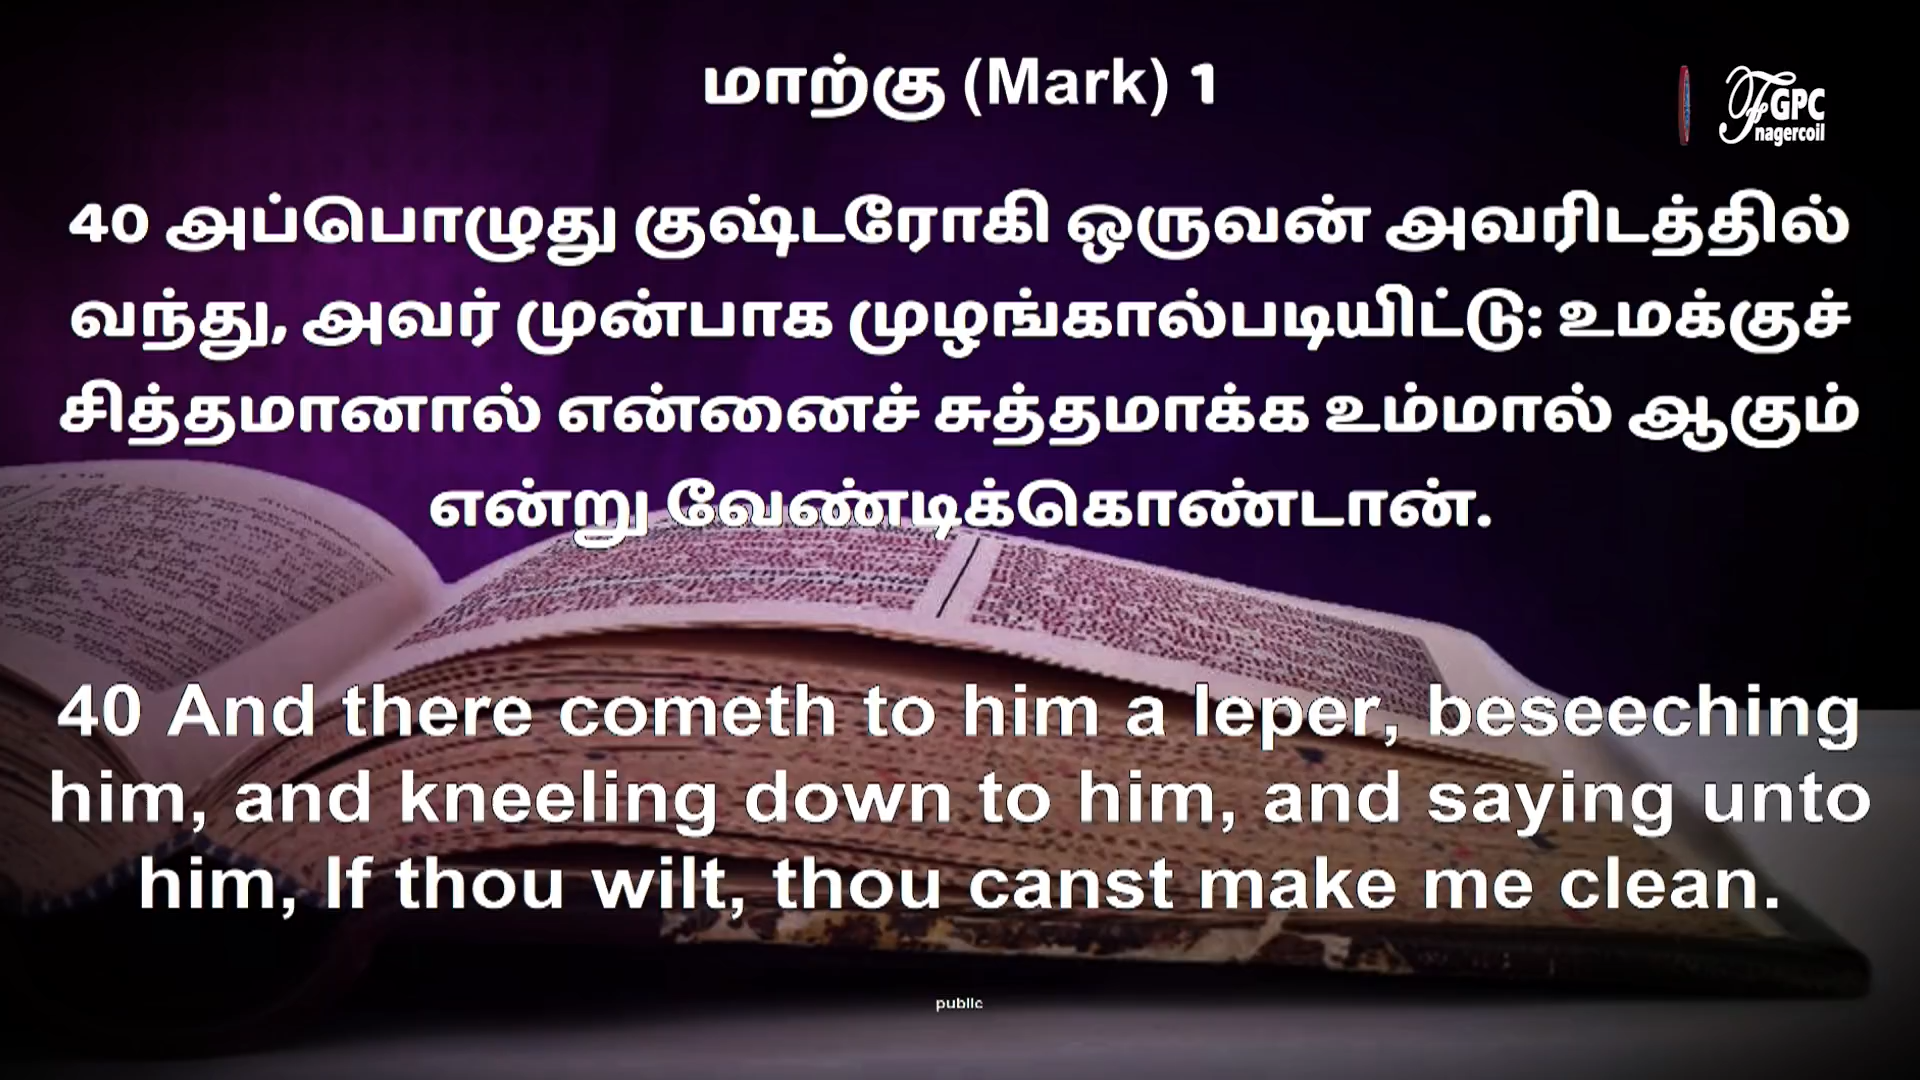 மாற்கு (Mark) 1
FGPC
nagercoil
40 அப்பொழுது குஷ்டரோகி ஒருவன் அவரிடத்தில்
வந்து, அவர் முன்பாக முழங்கால்படியிட்டு: உமக்குச்
சித்தமானால் என்னைச் சுத்தமாக்க உம்மால் ஆகும்
என்று வேண்டிக்கொண்டான்.
40 And there cometh to him a leper, beseeching
him, and kneeling down to him, and saying unto
him, If thou wilt, thou canst make me clean.
public